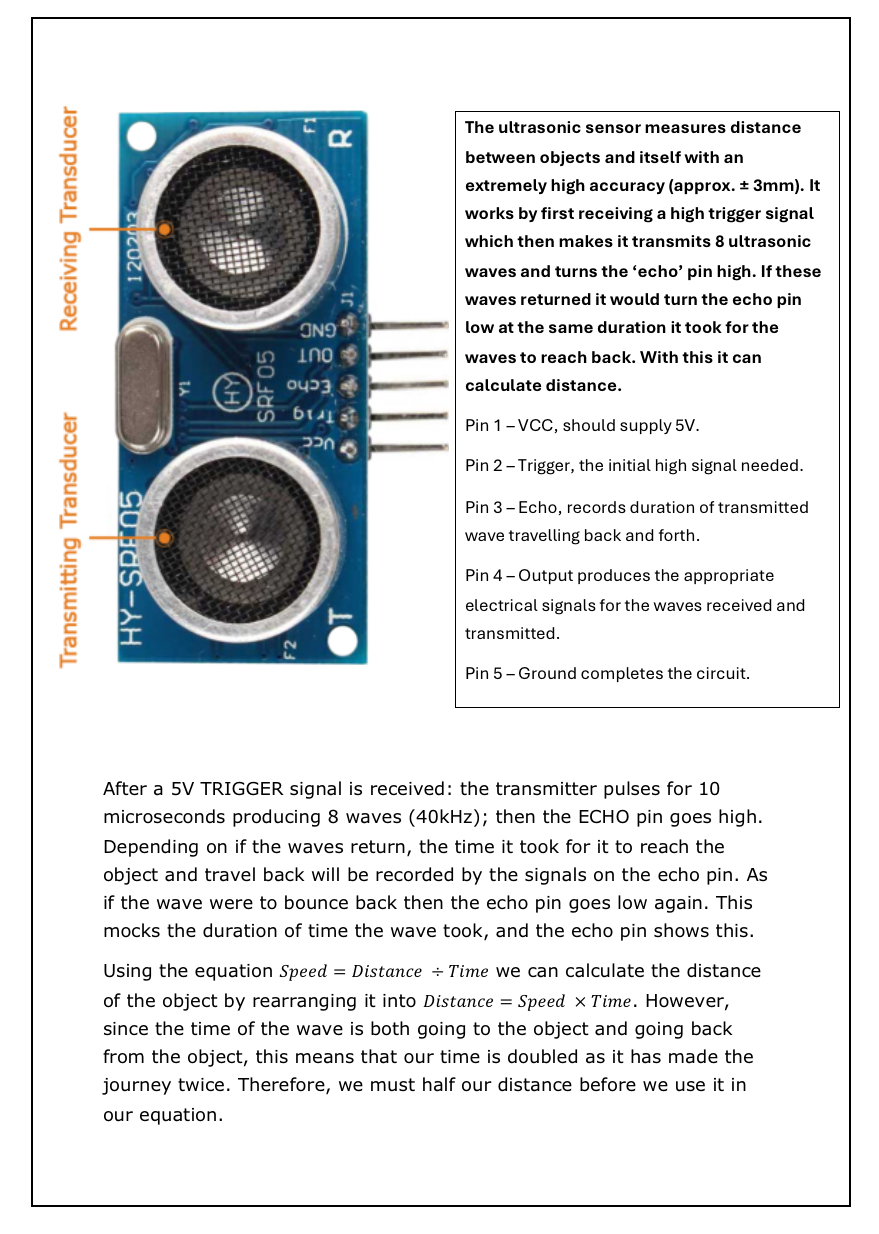 Receiving Transducer
Transmitting Transducer
F1
R
120203
J1
GND
OUT
Echo
Trig
Vcc
Y1
HY
SRF05
HY-SRF05
T
F2
The ultrasonic sensor measures distance
between objects and itself with an
extremely high accuracy (approx. ± 3mm). It
works by first receiving a high trigger signal
which then makes it transmits 8 ultrasonic
waves and turns the ‘echo’ pin high. If these
waves returned it would turn the echo pin
low at the same duration it took for the
waves to reach back. With this it can
calculate distance.
Pin 1 – VCC, should supply 5V.
Pin 2 – Trigger, the initial high signal needed.
Pin 3 – Echo, records duration of transmitted
wave travelling back and forth.
Pin 4 – Output produces the appropriate
electrical signals for the waves received and
transmitted.
Pin 5 – Ground completes the circuit.
After a 5V TRIGGER signal is received: the transmitter pulses for 10
microseconds producing 8 waves (40kHz); then the ECHO pin goes high.
Depending on if the waves return, the time it took for it to reach the
object and travel back will be recorded by the signals on the echo pin. As
if the wave were to bounce back then the echo pin goes low again. This
mocks the duration of time the wave took, and the echo pin shows this.
Using the equation Speed = Distance ÷ Time we can calculate the distance
of the object by rearranging it into Distance = Speed × Time. However,
since the time of the wave is both going to the object and going back
from the object, this means that our time is doubled as it has made the
journey twice. Therefore, we must half our distance before we use it in
our equation.